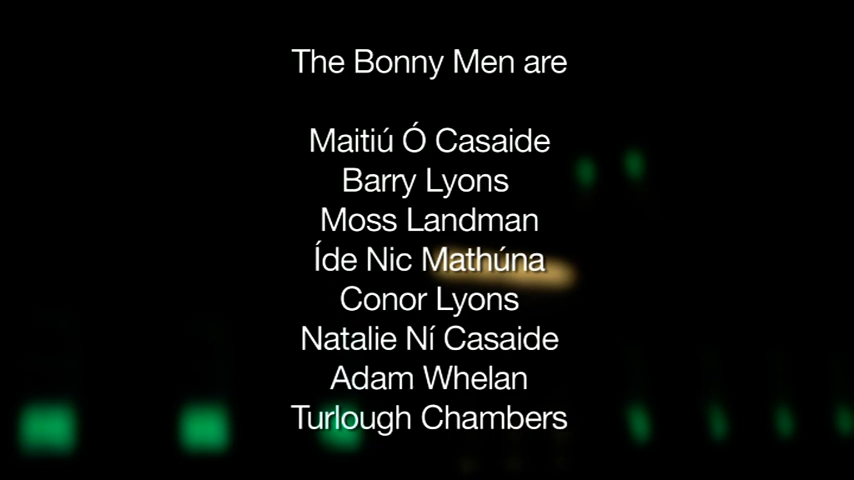 The Bonny Men are
Maitiú Ó Casaide
Barry Lyons
Moss Landman
Íde Nic Mathúna
Conor Lyons
Natalie Ní Casaide
Adam Whelan
Turlough Chambers